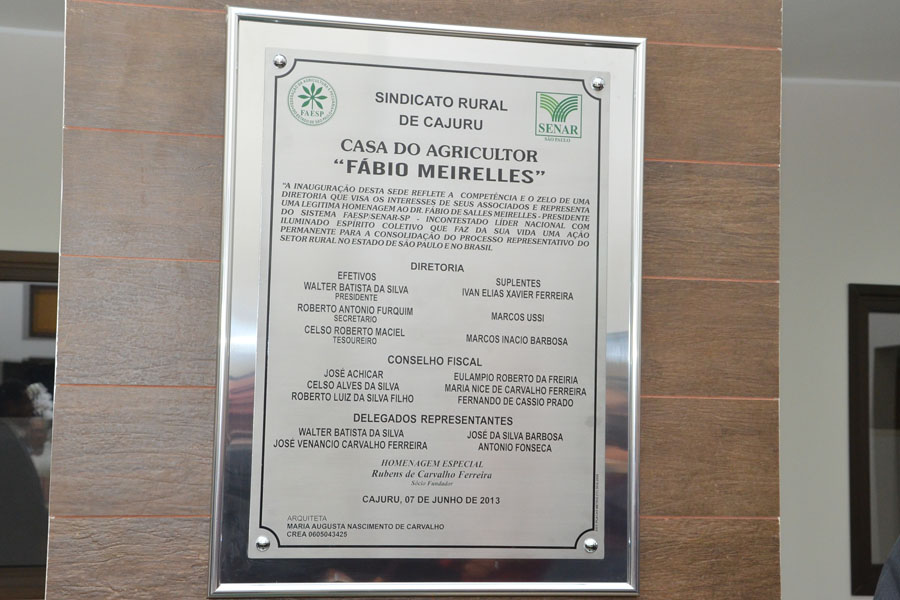 FAESP
SENAR
SÃO PAULO
SINDICATO RURAL
DE CAJURU
CASA DO AGRICULTOR
"FÁBIO MEIRELLES"
"A INAUGURAÇÃO DESTA SEDE REFLETE A COMPETÊNCIA E O ZELO DE UMA
DIRETORIA QUE VISA OS INTERESSES DE SEUS ASSOCIADOS E REPRESENTA
UMA LEGITIMA HOMENAGEM AO DR. FÁBIO DE SALLES MEIRELLES - PRESIDENTE
DO SISTEMA FAESP/SENAR-SP - INCONTESTADO LÍDER NACIONAL COM
ILUMINADO ESPÍRITO COLETIVO QUE FAZ DA SUA VIDA UMA AÇÃO
PERMANENTE PARA A CONSOLIDAÇÃO DO PROCESSO REPRESENTATIVO DO
SETOR RURAL NO ESTADO DE SÃO PAULO E NO BRASIL
DIRETORIA
EFETIVOS
WALTER BATISTA DA SILVA
PRESIDENTE
ROBERTO ANTONIO FURQUIM
SECRETARIO
CELSO ROBERTO MACIEL
TESOUREIRO
SUPLENTES
IVAN ELIAS XAVIER FERREIRA
MARCOS USSI
MARCOS INACIO BARBOSA
CONSELHO FISCAL
JOSÉ ACHICAR
CELSO ALVES DA SILVA
ROBERTO LUIZ DA SILVA FILHO
EULAMPIO ROBERTO DA FREIRIA
MARIA NICE DE CARVALHO FERREIRA
FERNANDO DE CASSIO PRADO
DELEGADOS REPRESENTANTES
WALTER BATISTA DA SILVA
JOSÉ VENANCIO CARVALHO FERREIRA
JOSÉ DA SILVA BARBOSA
ANTONIO FONSECA
HOMENAGEM ESPECIAL
Rubens de Carvalho Ferreira
Sócio Fundador
CAJURU, 07 DE JUNHO DE 2013
ARQUITETA
MARIA AUGUSTA NASCIMENTO DE CARVALHO
CREA 0605043425